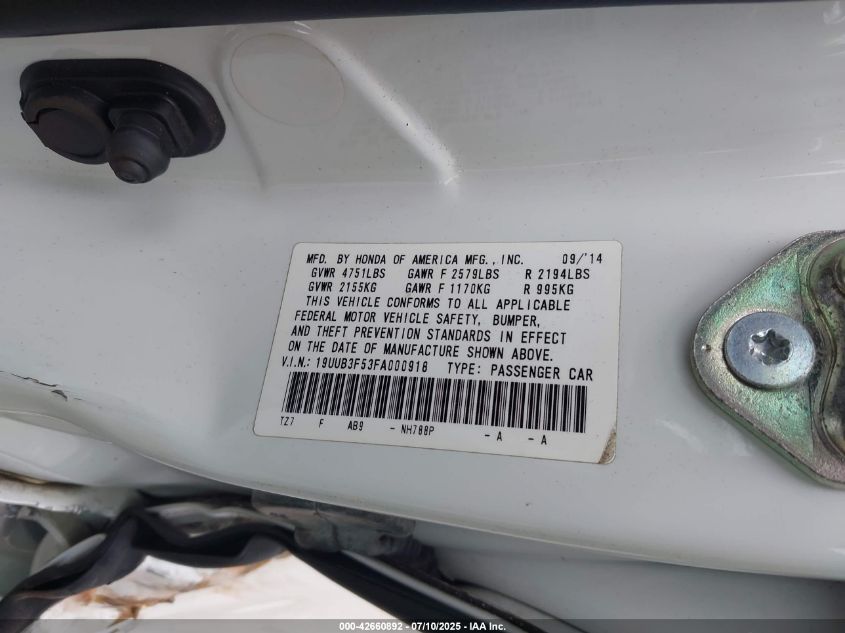 MFD. BY HONDA OF AMERICA MFG., INC. 09/'14
GVWR 4751LBS GAWR F 2579LBS R 2194LBS
GVWR 2155KG GAWR F 1170KG R 995KG
THIS VEHICLE CONFORMS TO ALL APPLICABLE
FEDERAL MOTOR VEHICLE SAFETY, BUMPER,
AND THEFT PREVENTION STANDARDS IN EFFECT
ON THE DATE OF MANUFACTURE SHOWN ABOVE.
V.I.N.: 19UUB3F53FA000918 TYPE: PASSENGER CAR
TZ7 F AB9 - NH788P - A - A
000-42660892 - 07/10/2025 - IAA Inc.